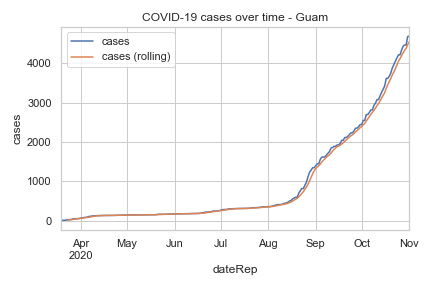 COVID-19 cases over time - Guam
cases
cases (rolling)
cases
4000
3000
2000
1000
0
Apr May Jun Jul Aug Sep Oct Nov
2020
dateRep